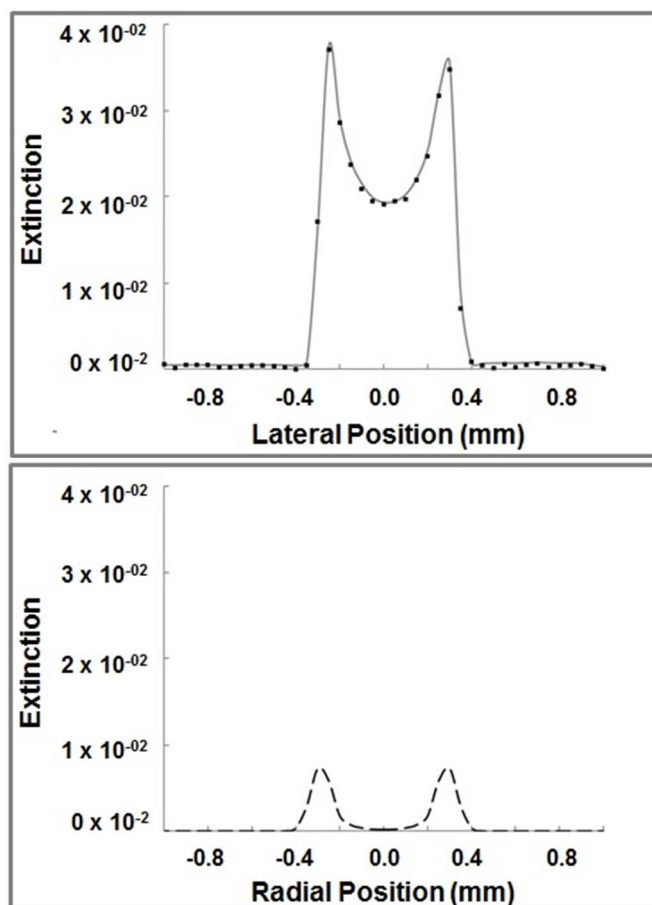 4 x 10-02
3 x 10-02
2 x 10-02
1 x 10-02
0 x 10-2
Extinction
-0.8 -0.4 0.0 0.4 0.8
Lateral Position (mm)
4 x 10-02
3 x 10-02
2 x 10-02
1 x 10-02
0 x 10-2
Extinction
-0.8 -0.4 0.0 0.4 0.8
Radial Position (mm)